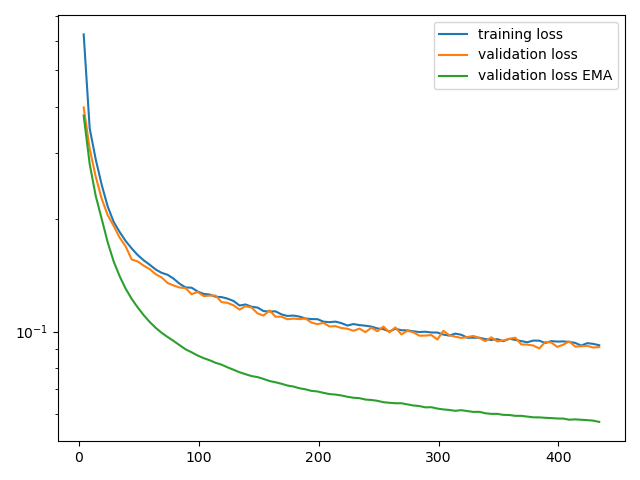 training loss
validation loss
validation loss EMA
10⁻¹
0 100 200 300 400